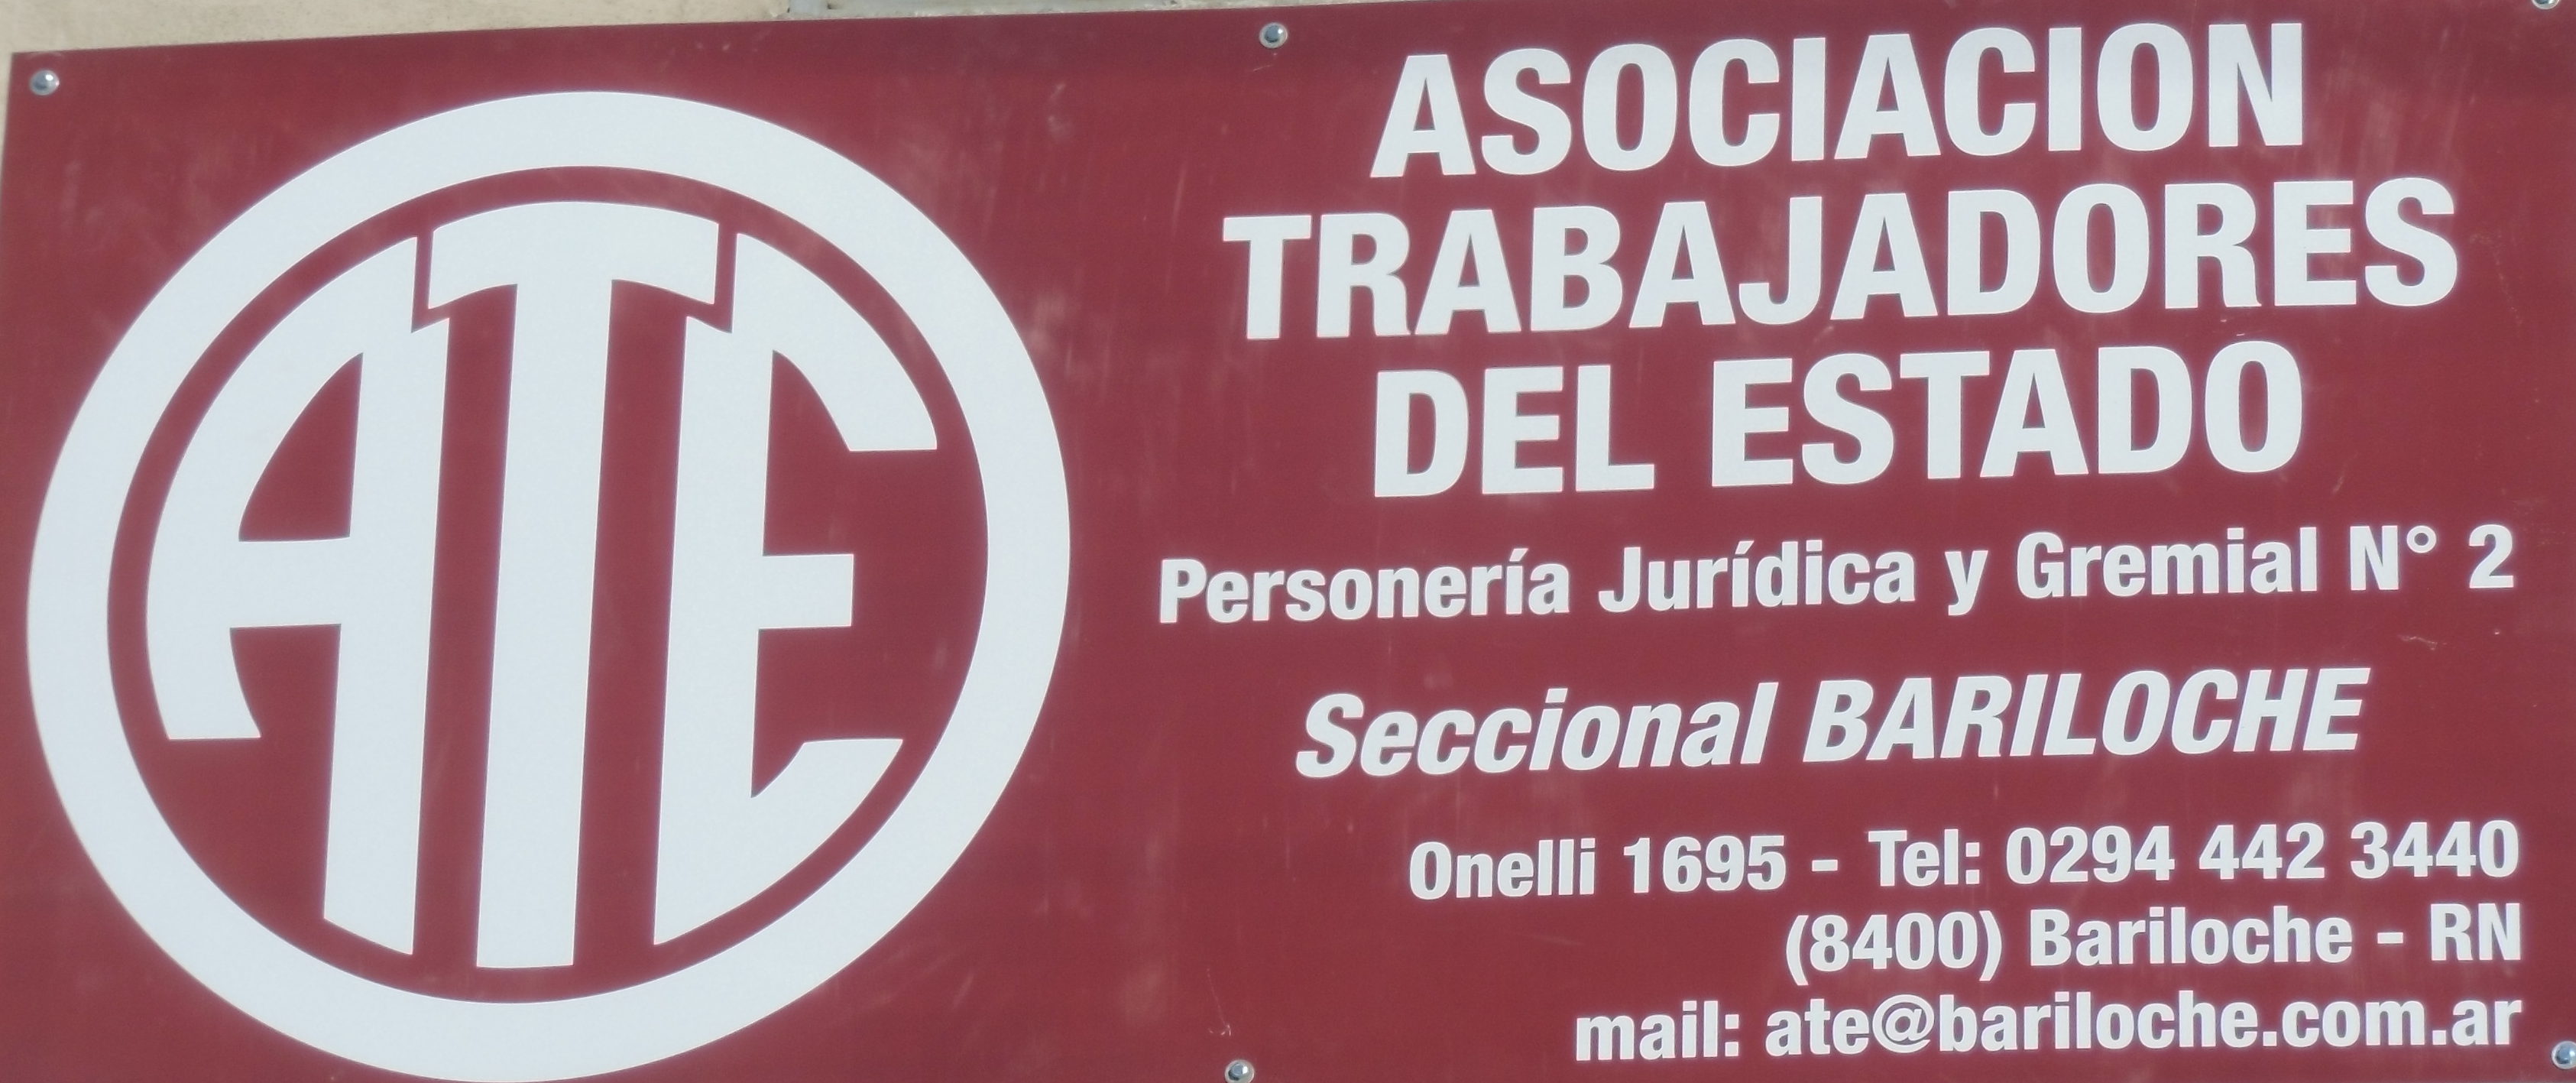 ATE
ASOCIACION
TRABAJADORES
DEL ESTADO
Personería Jurídica y Gremial N° 2
Seccional BARILOCHE
Onelli 1695 - Tel: 0294 442 3440
(8400) Bariloche - RN
mail: ate@bariloche.com.ar